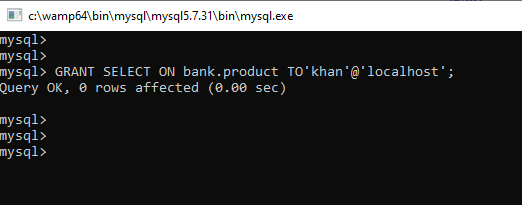 c:\wamp64\bin\mysql\mysql5.7.31\bin\mysql.exe
mysql>
mysql>
mysql> GRANT SELECT ON bank.product TO'khan'@'localhost';
Query OK, 0 rows affected (0.00 sec)
mysql>
mysql>
mysql>